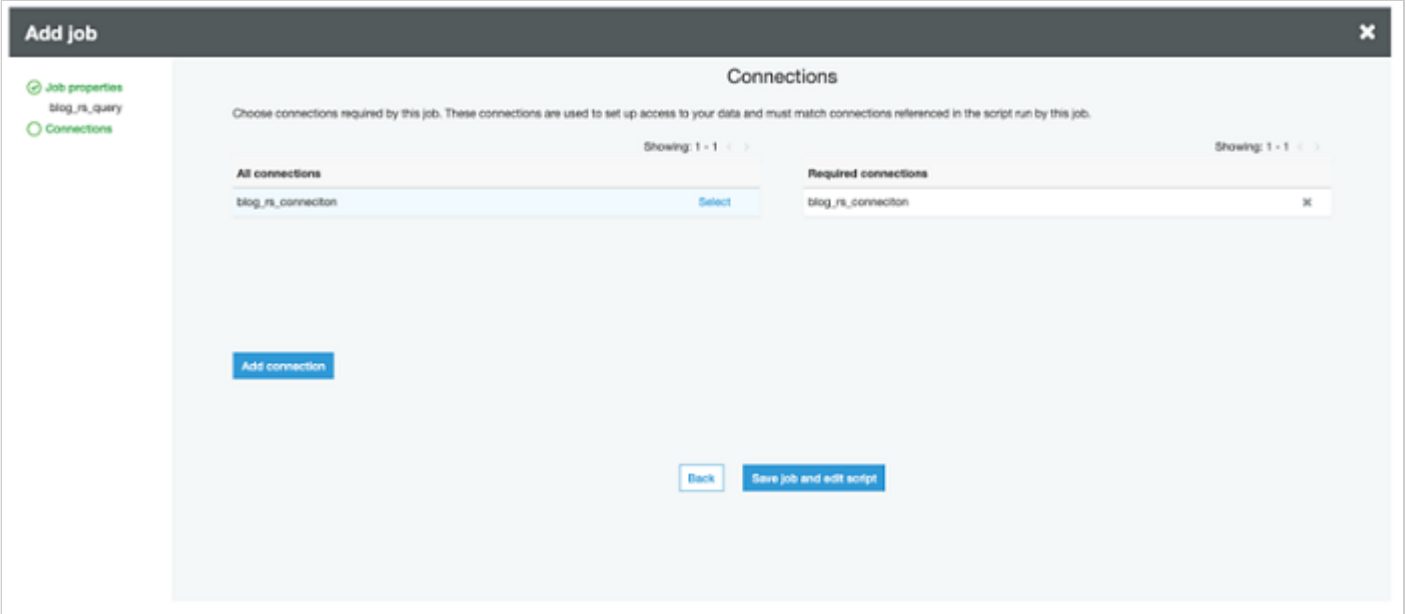 Add job
Job properties
blog_rs_query
Connections
Connections
Choose connections required by this job. These connections are used to set up access to your data and must match connections referenced in the script run by this job.
Showing: 1 - 1
All connections
blog_rs_conneciton
Select
Showing: 1 - 1
Required connections
blog_rs_conneciton
Add connection
Back
Save job and edit script